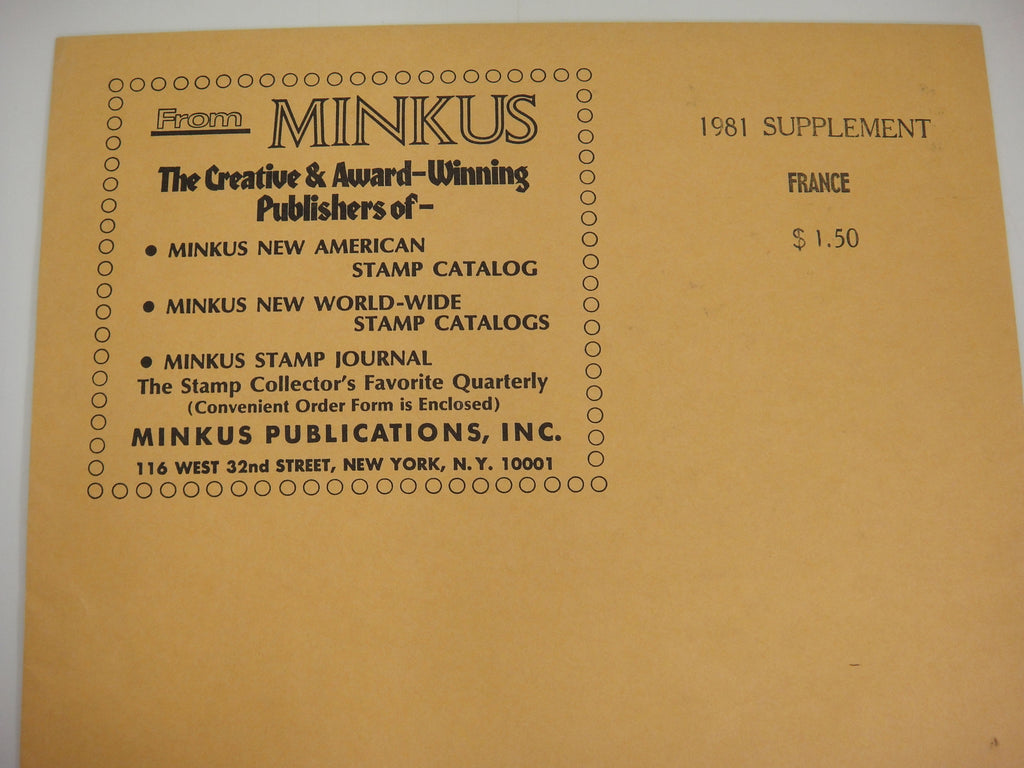 From MINKUS
The Creative & Award-Winning
Publishers of-
• MINKUS NEW AMERICAN
STAMP CATALOG
• MINKUS NEW WORLD-WIDE
STAMP CATALOGS
• MINKUS STAMP JOURNAL
The Stamp Collector's Favorite Quarterly
(Convenient Order Form is Enclosed)
MINKUS PUBLICATIONS, INC.
116 WEST 32nd STREET, NEW YORK, N.Y. 10001
1981 SUPPLEMENT
FRANCE
$ 1.50